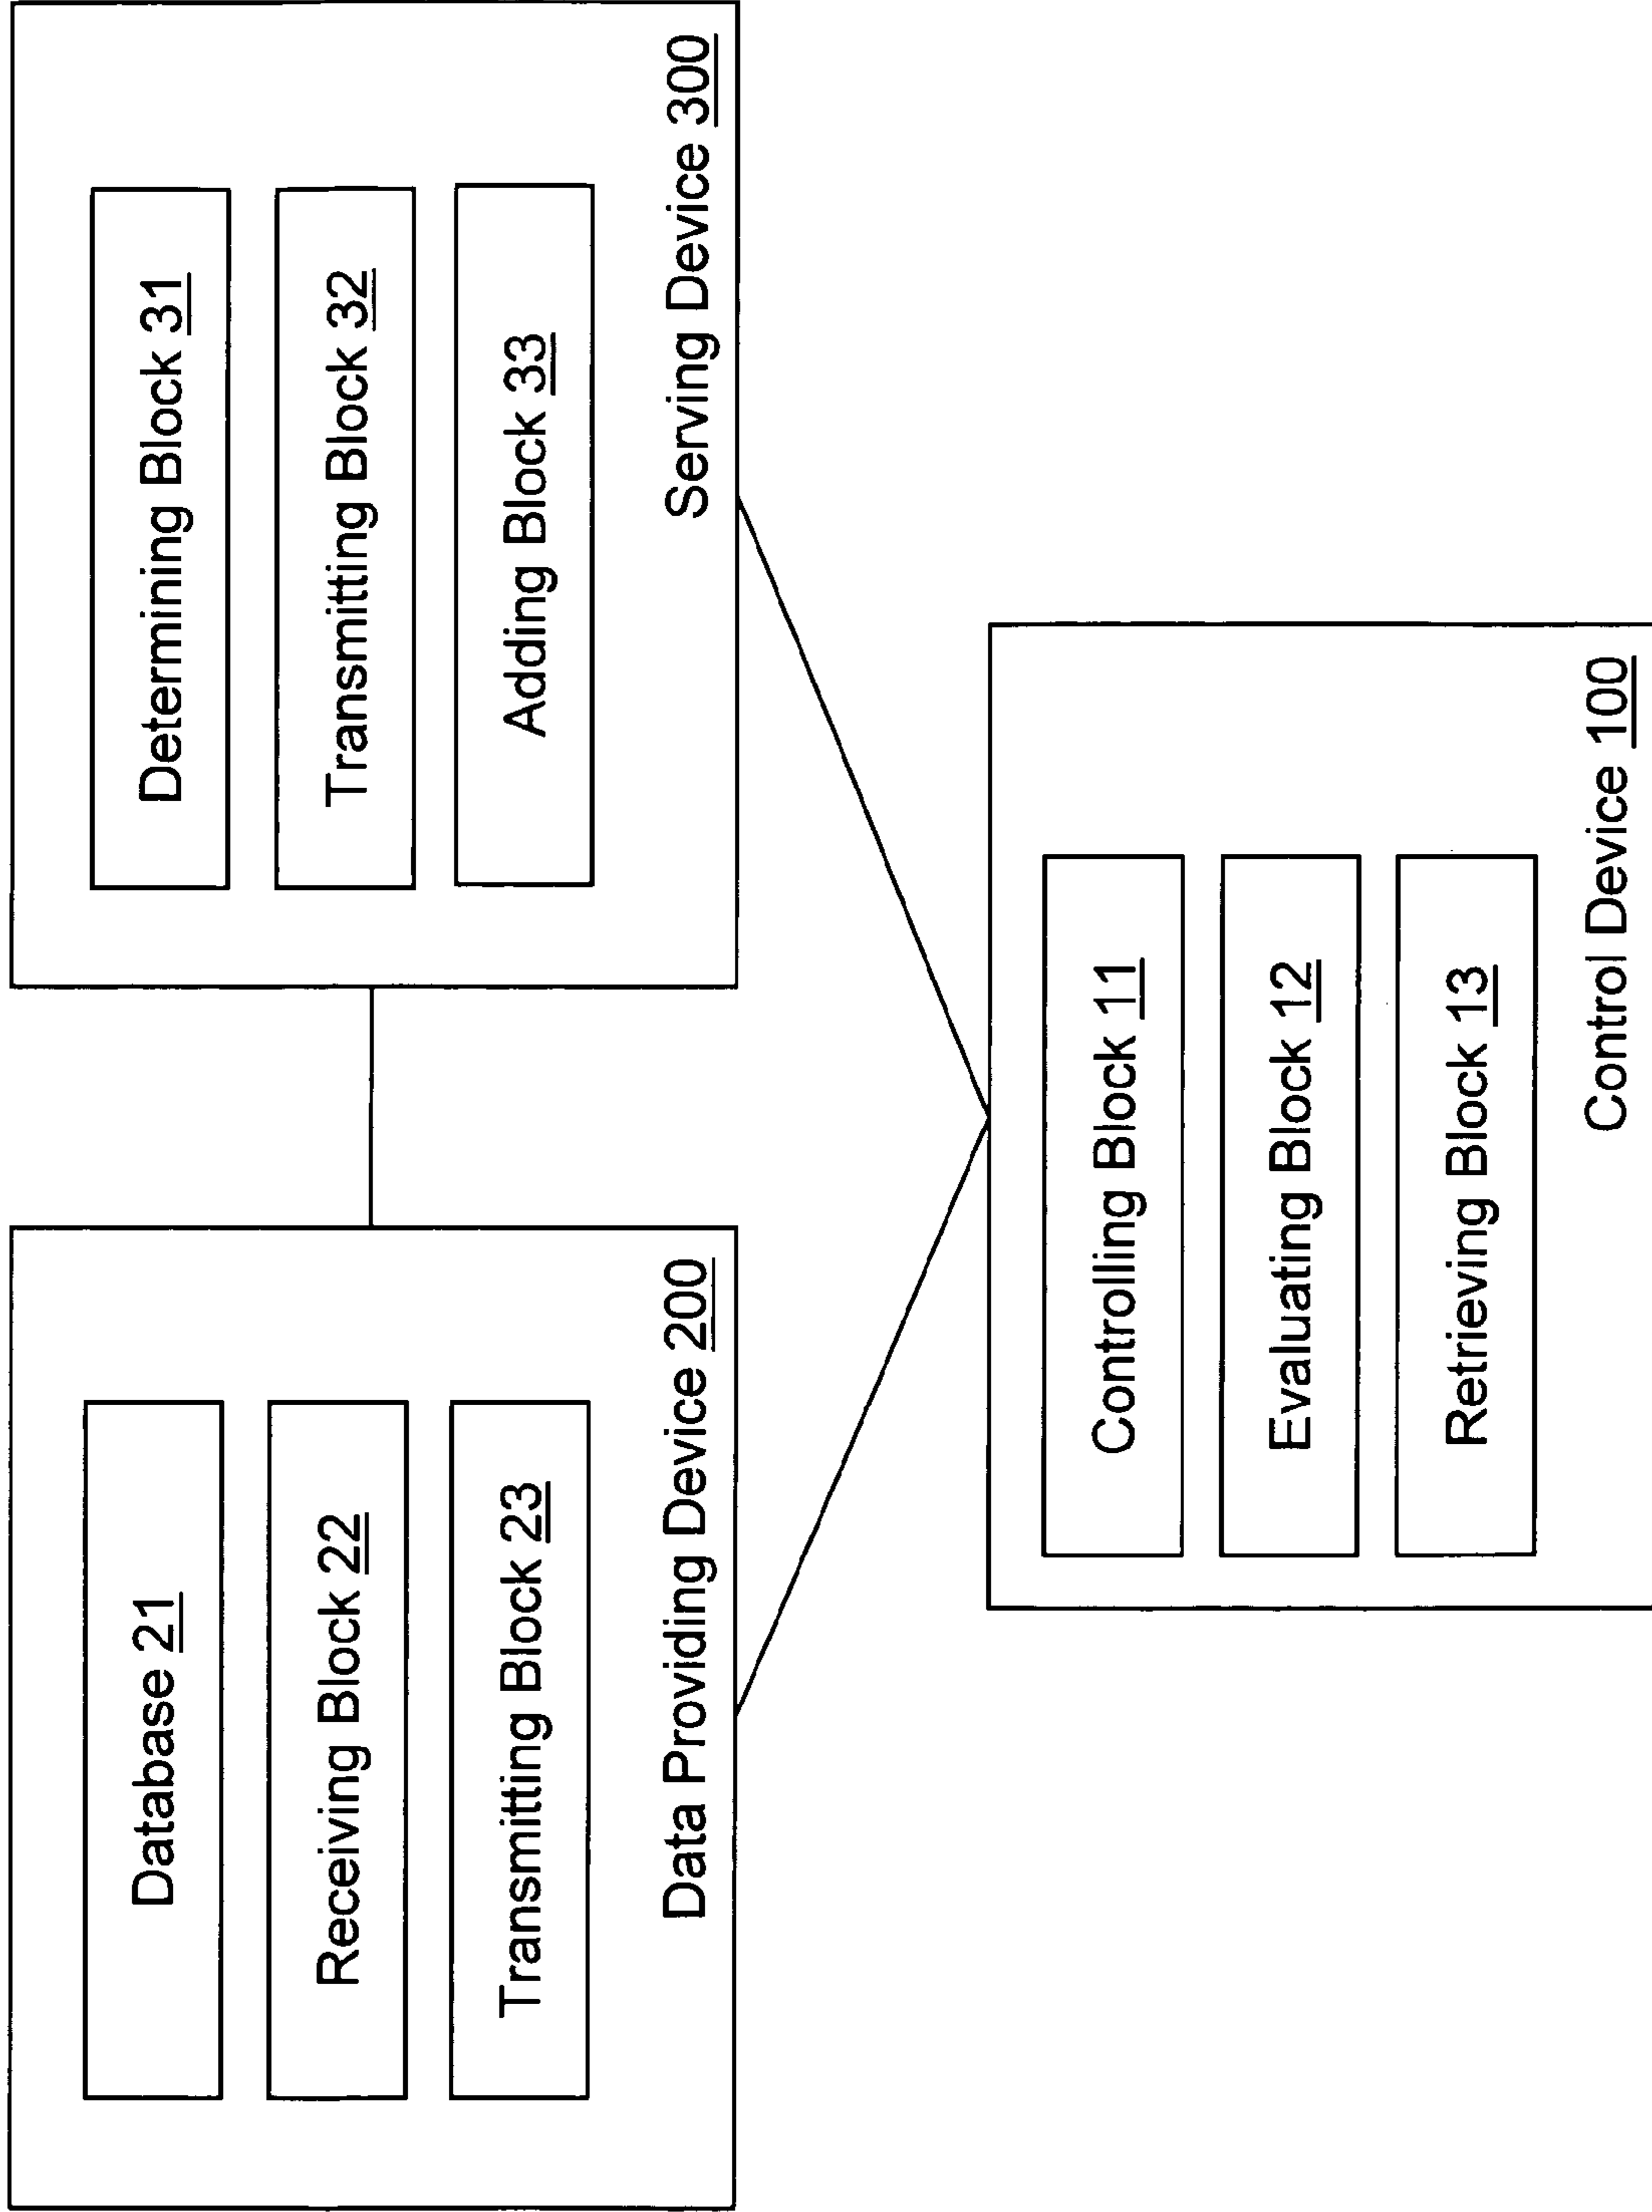 Database 21
Receiving Block 22
Transmitting Block 23
Data Providing Device 200
Determining Block 31
Transmitting Block 32
Adding Block 33
Serving Device 300
Controlling Block 11
Evaluating Block 12
Retrieving Block 13
Control Device 100